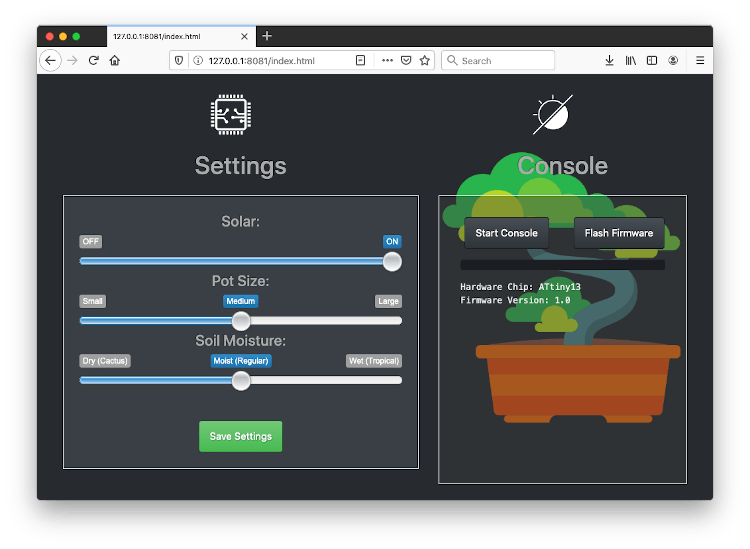 127.0.0.1:8081/index.html
127.0.0.1:8081/index.html
Search
Settings
Solar:
OFF ON
Pot Size:
Small Medium Large
Soil Moisture:
Dry (Cactus) Moist (Regular) Wet (Tropical)
Save Settings
Console
Start Console Flash Firmware
Hardware Chip: ATtiny13
Firmware Version: 1.0